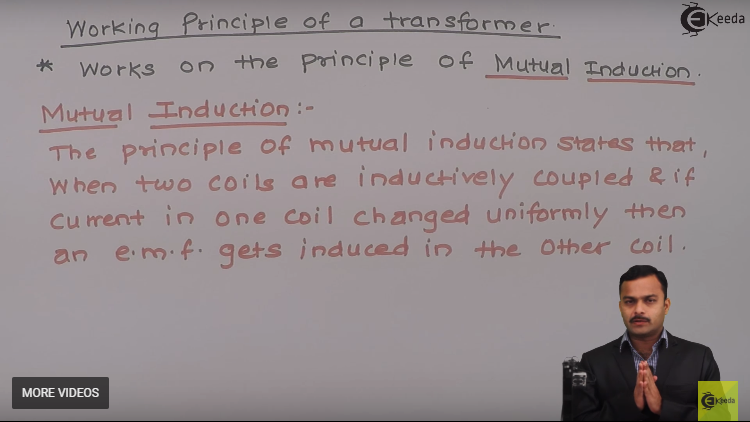 Working Principle of a transformer.
EKeeda
* Works on the principle of Mutual Induction.
Mutual Induction:-
The principle of mutual induction states that,
when two coils are inductively coupled & if
current in one coil changed uniformly then
an e.m.f. gets induced in the other coil.
MORE VIDEOS
EKeeda